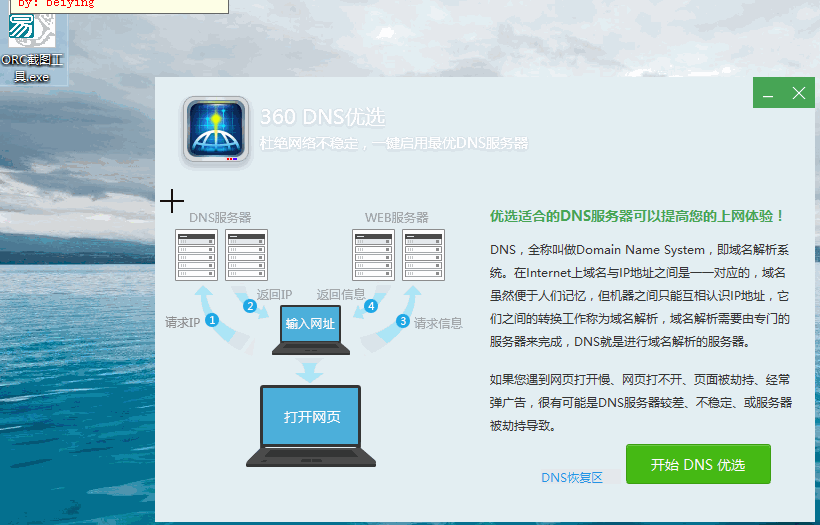 by: beiying
ORC截图工
具.exe
360 DNS优选
杜绝网络不稳定，一键启用最优DNS服务器
DNS服务器
WEB服务器
返回IP
返回信息
2
4
请求IP
1
输入网址
3
请求信息
打开网页
优选适合的DNS服务器可以提高您的上网体验！
DNS，全称叫做Domain Name System，即域名解析系
统。在Internet上域名与IP地址之间是一一对应的，域名
虽然便于人们记忆，但机器之间只能互相认识IP地址，它
们之间的转换工作称为域名解析，域名解析需要由专门的
服务器来完成，DNS就是进行域名解析的服务器。
如果您遇到网页打开慢、网页打不开、页面被劫持、经常
弹广告，很有可能是DNS服务器较差、不稳定、或服务器
被劫持导致。
DNS恢复区
开始 DNS 优选